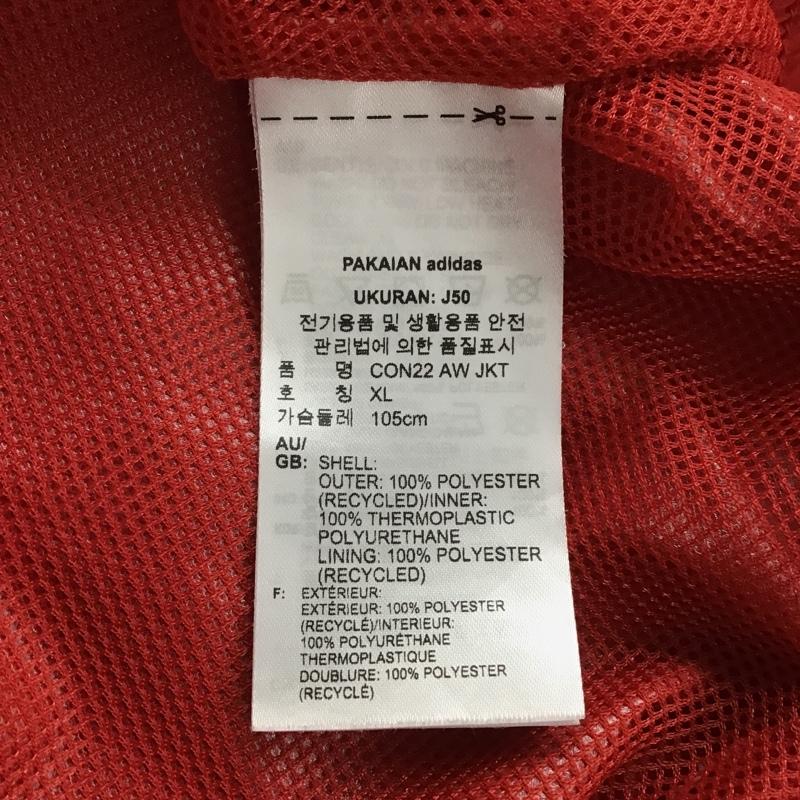 PAKAIAN adidas
UKURAN: J50
전기용품 및 생활용품 안전
관리법에 의한 품질표시
품 명 CON22 AW JKT
호 칭 XL
가슴둘레 105cm
AU/
GB: SHELL:
OUTER: 100% POLYESTER
(RECYCLED)/INNER:
100% THERMOPLASTIC
POLYURETHANE
LINING: 100% POLYESTER
(RECYCLED)
F: EXTÉRIEUR:
EXTÉRIEUR: 100% POLYESTER
(RECYCLÉ)/INTERIEUR:
100% POLYURÉTHANE
THERMOPLASTIQUE
DOUBLURE: 100% POLYESTER
(RECYCLÉ)